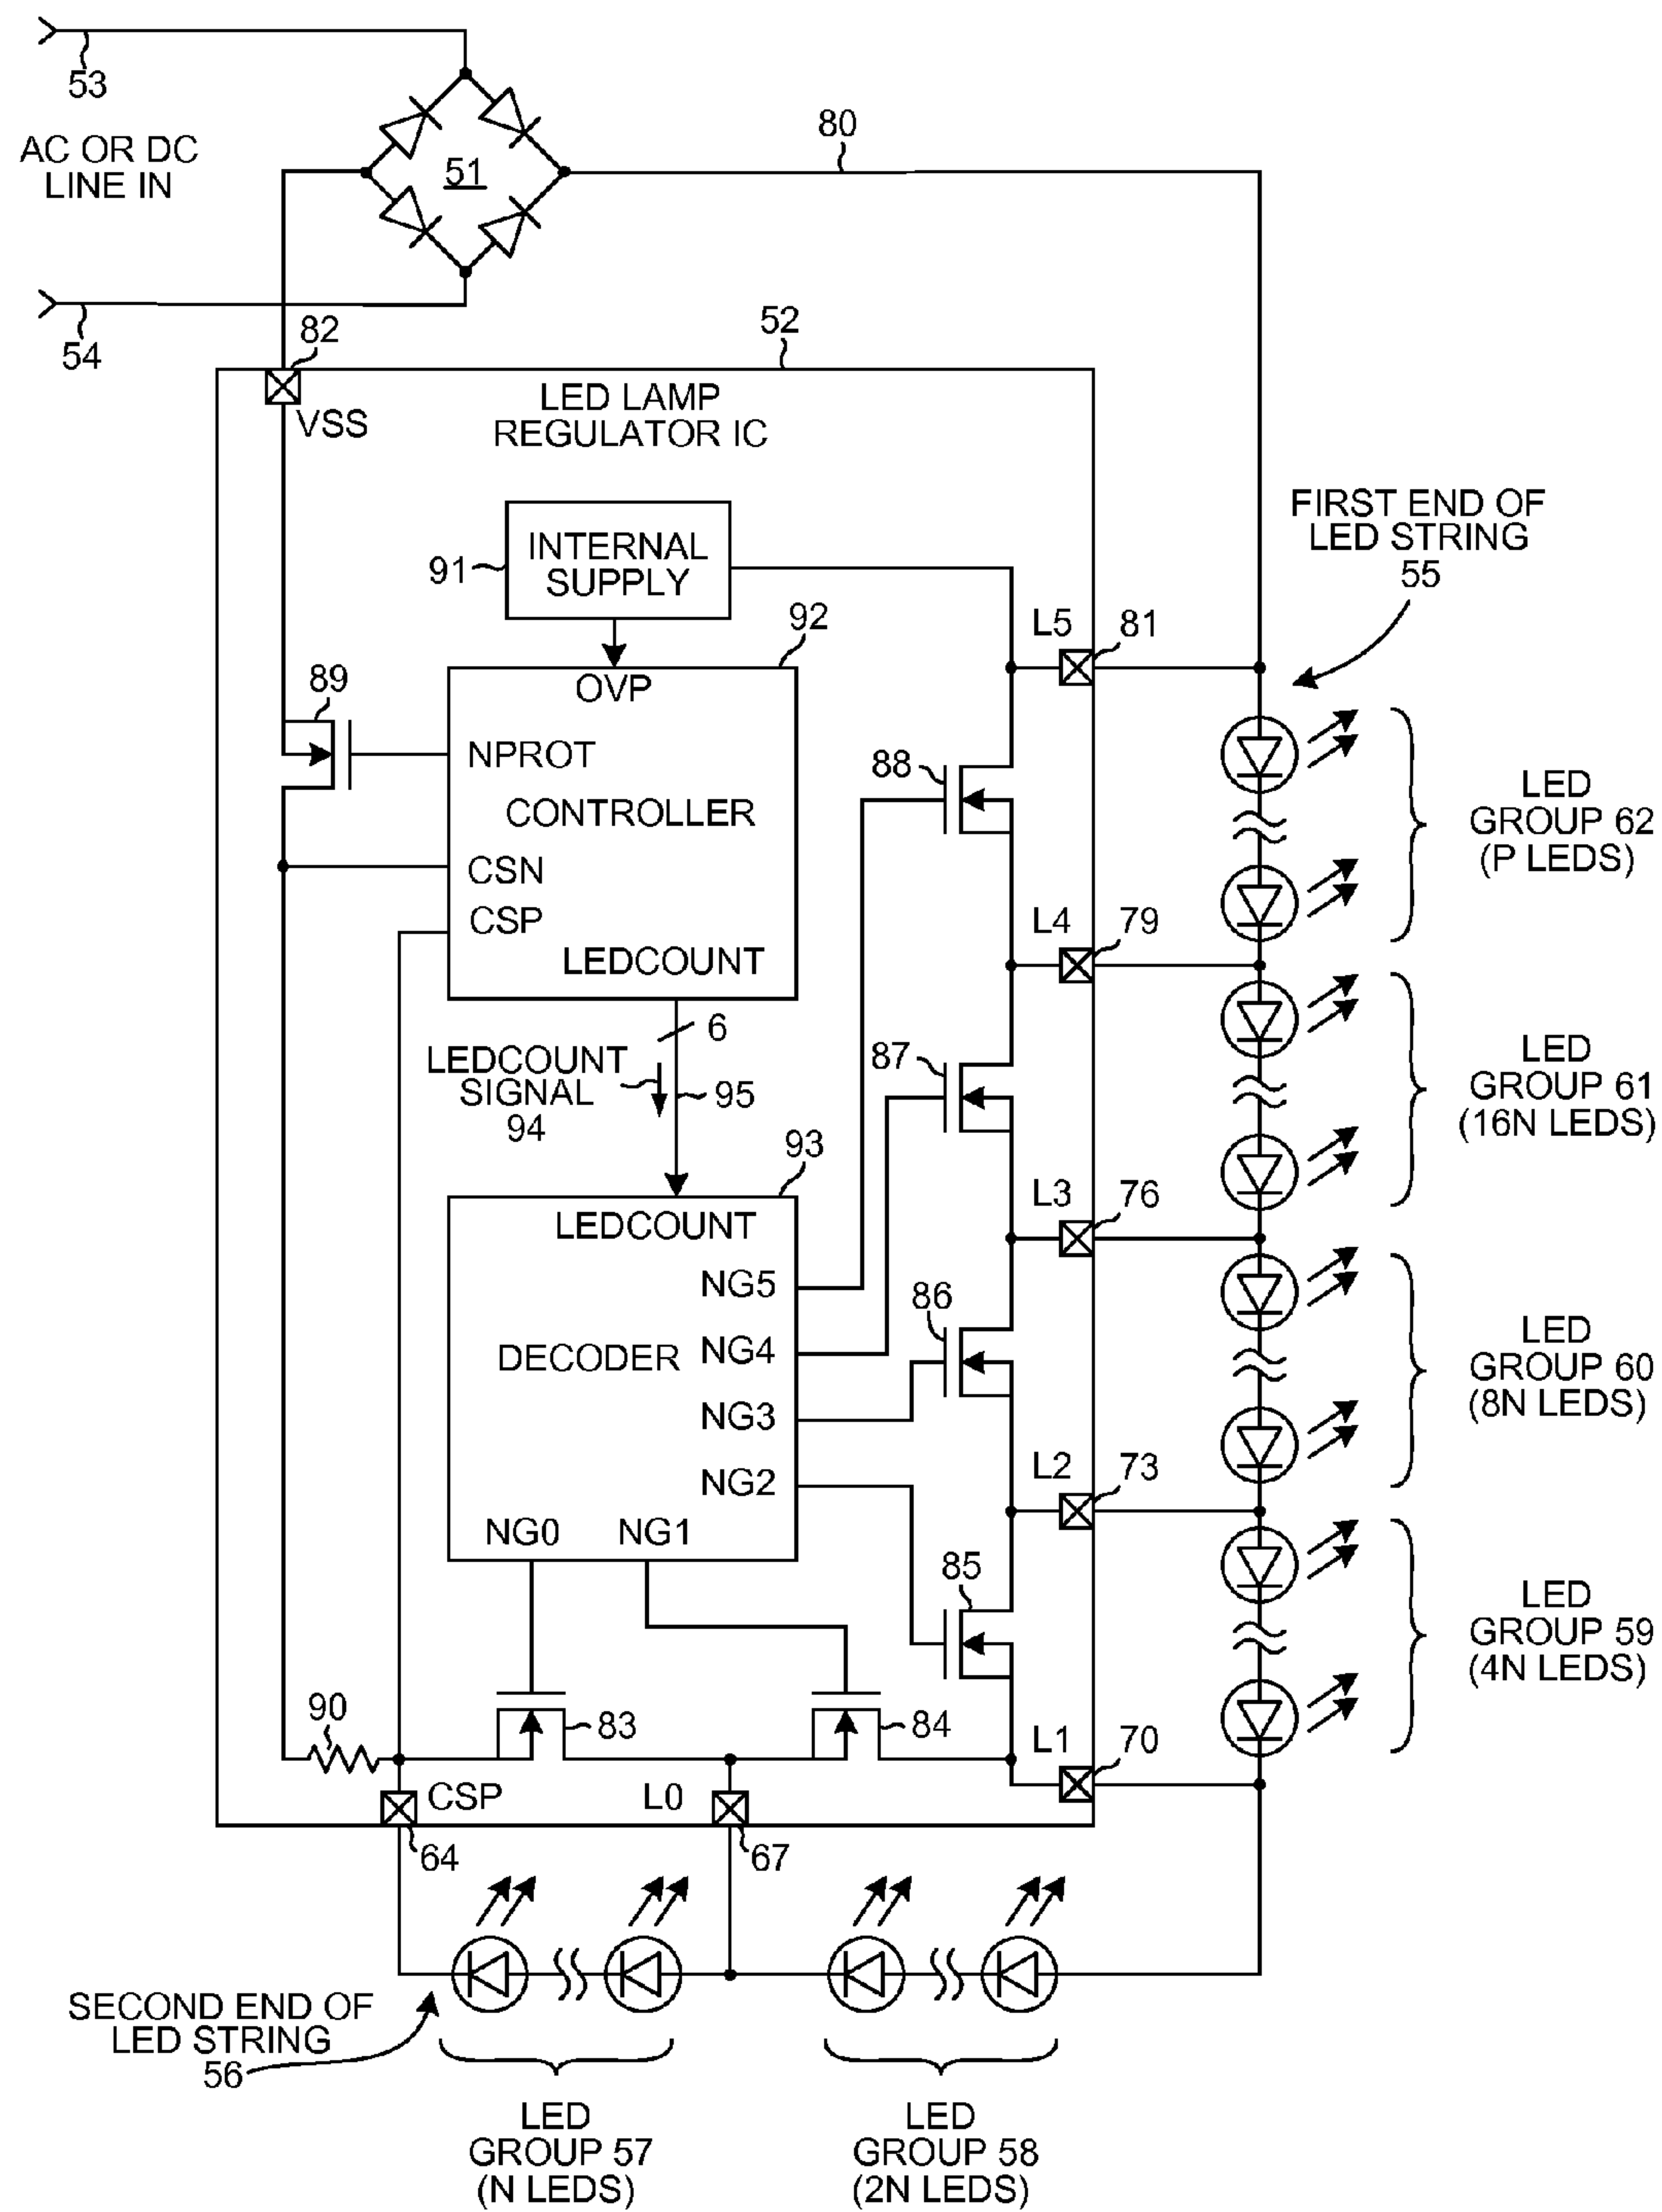 53
AC OR DC
LINE IN
51
80
54
82
52
VSS
LED LAMP
REGULATOR IC
INTERNAL
SUPPLY
91
FIRST END OF
LED STRING
55
92
L5
81
OVP
89
NPROT
CONTROLLER
CSN
CSP
LEDCOUNT
88
LED
GROUP 62
(P LEDS)
L4
79
6
LEDCOUNT
SIGNAL
94
95
87
LED
GROUP 61
(16N LEDS)
93
LEDCOUNT
L3
76
NG5
NG4
DECODER
NG3
NG2
NG0
NG1
86
LED
GROUP 60
(8N LEDS)
L2
73
85
LED
GROUP 59
(4N LEDS)
90
83
84
L1
70
CSP
L0
64
67
SECOND END OF
LED STRING
56
LED
GROUP 57
(N LEDS)
LED
GROUP 58
(2N LEDS)